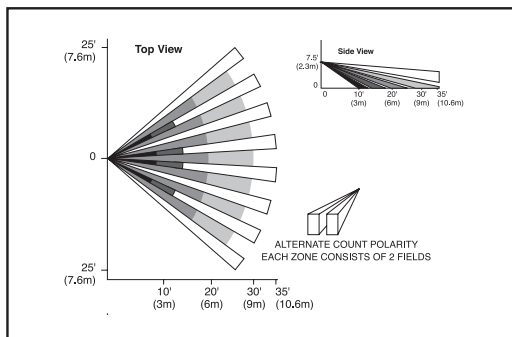 25'
(7.6m)
Top View
0
25'
(7.6m)
10' 20' 30' 35'
(3m) (6m) (9m) (10.6m)
Side View
7.5'
(2.3m)
0
0 10' 20' 30' 35'
(3m) (6m) (9m) (10.6m)
ALTERNATE COUNT POLARITY
EACH ZONE CONSISTS OF 2 FIELDS